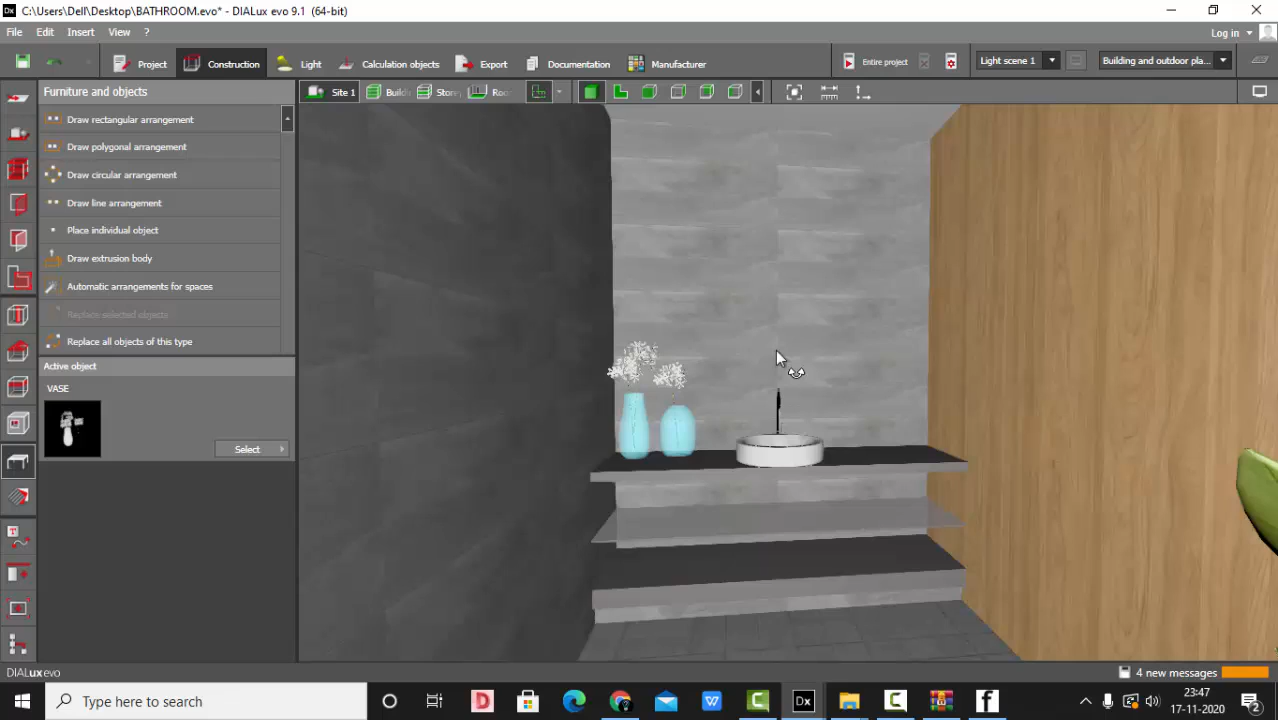 Dx C:\Users\Dell\Desktop\BATHROOM.evo* - DIALux evo 9.1 (64-bit)
File Edit Insert View ?
Log in
Project Construction Light Calculation objects Export Documentation Manufacturer Entire project Light scene 1 Building and outdoor pla...
Furniture and objects
Site 1
Draw rectangular arrangement
Draw polygonal arrangement
Draw circular arrangement
Draw line arrangement
Place individual object
Draw extrusion body
Automatic arrangements for spaces
Replace selected objects
Replace all objects of this type
Active object
VASE
Select
DIALux evo
4 new messages
Type here to search
D
W
Dx
C
C
f
23:47
17-11-2020
2